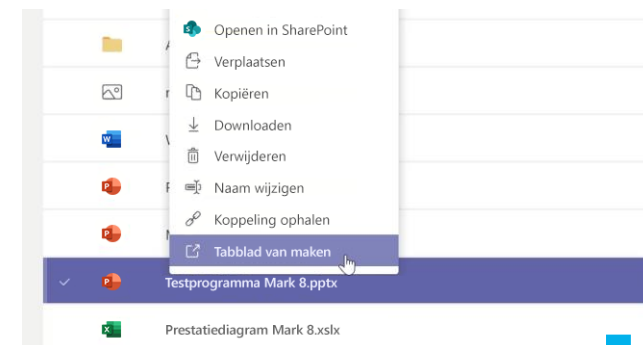 Openen in SharePoint
Verplaatsen
Kopiëren
Downloaden
Verwijderen
Naam wijzigen
Koppeling ophalen
Tabblad van maken
Testprogramma Mark 8.pptx
Prestatiediagram Mark 8.xslx